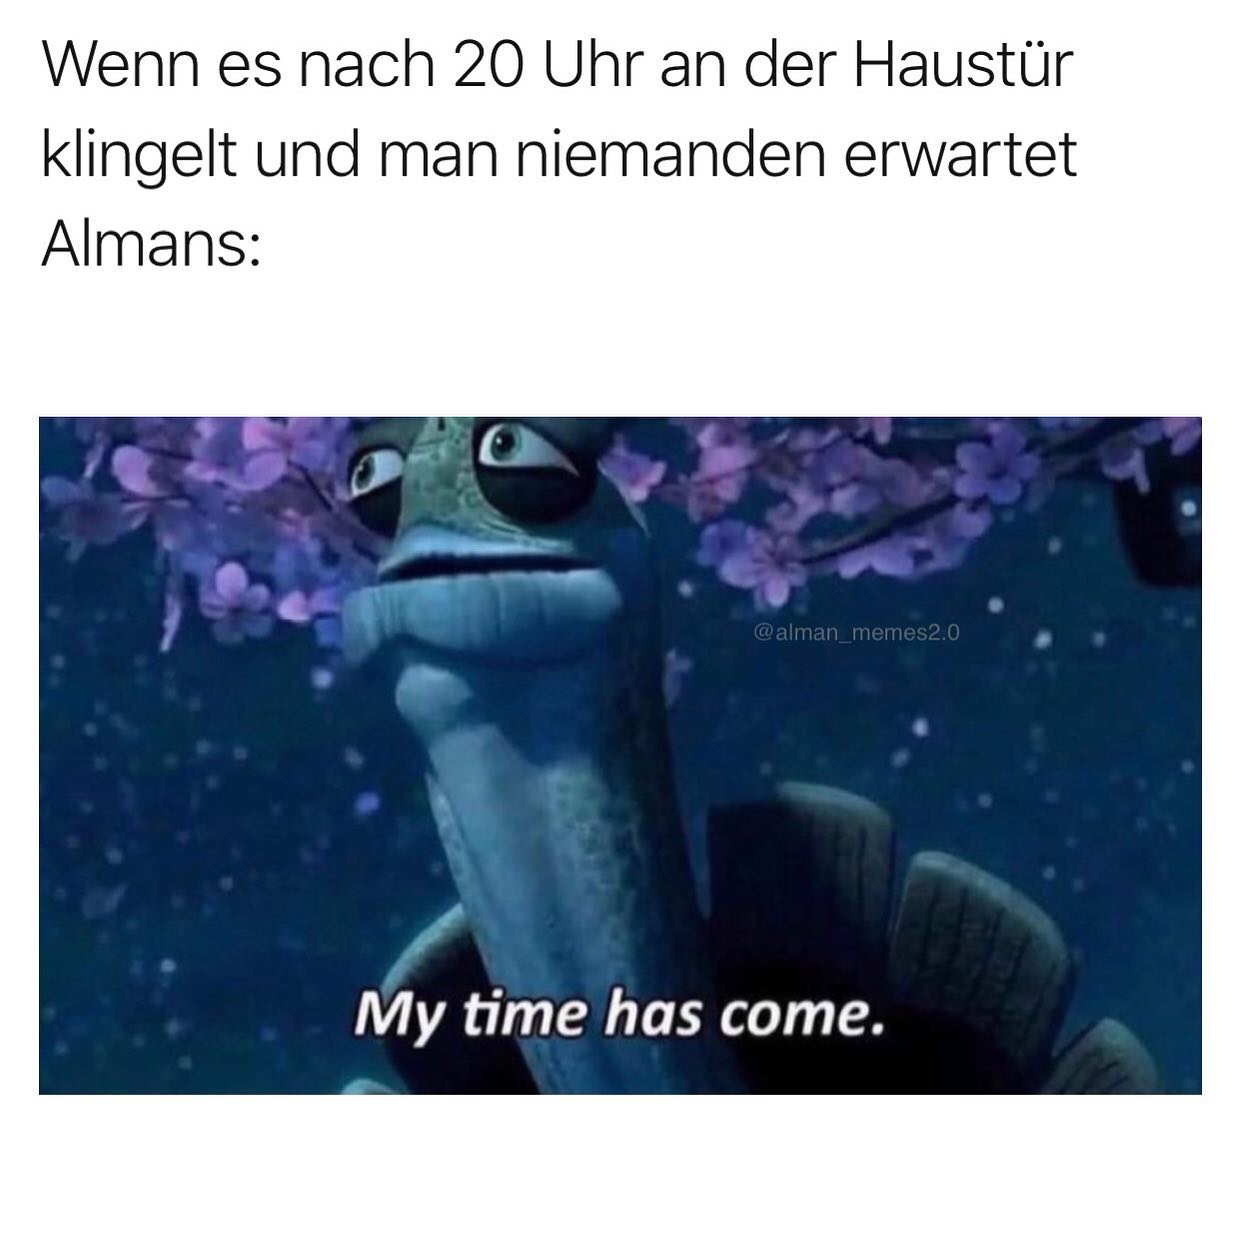 Wenn es nach 20 Uhr an der Haustür
klingelt und man niemanden erwartet
Almans:
@alman_memes2.0
My time has come.